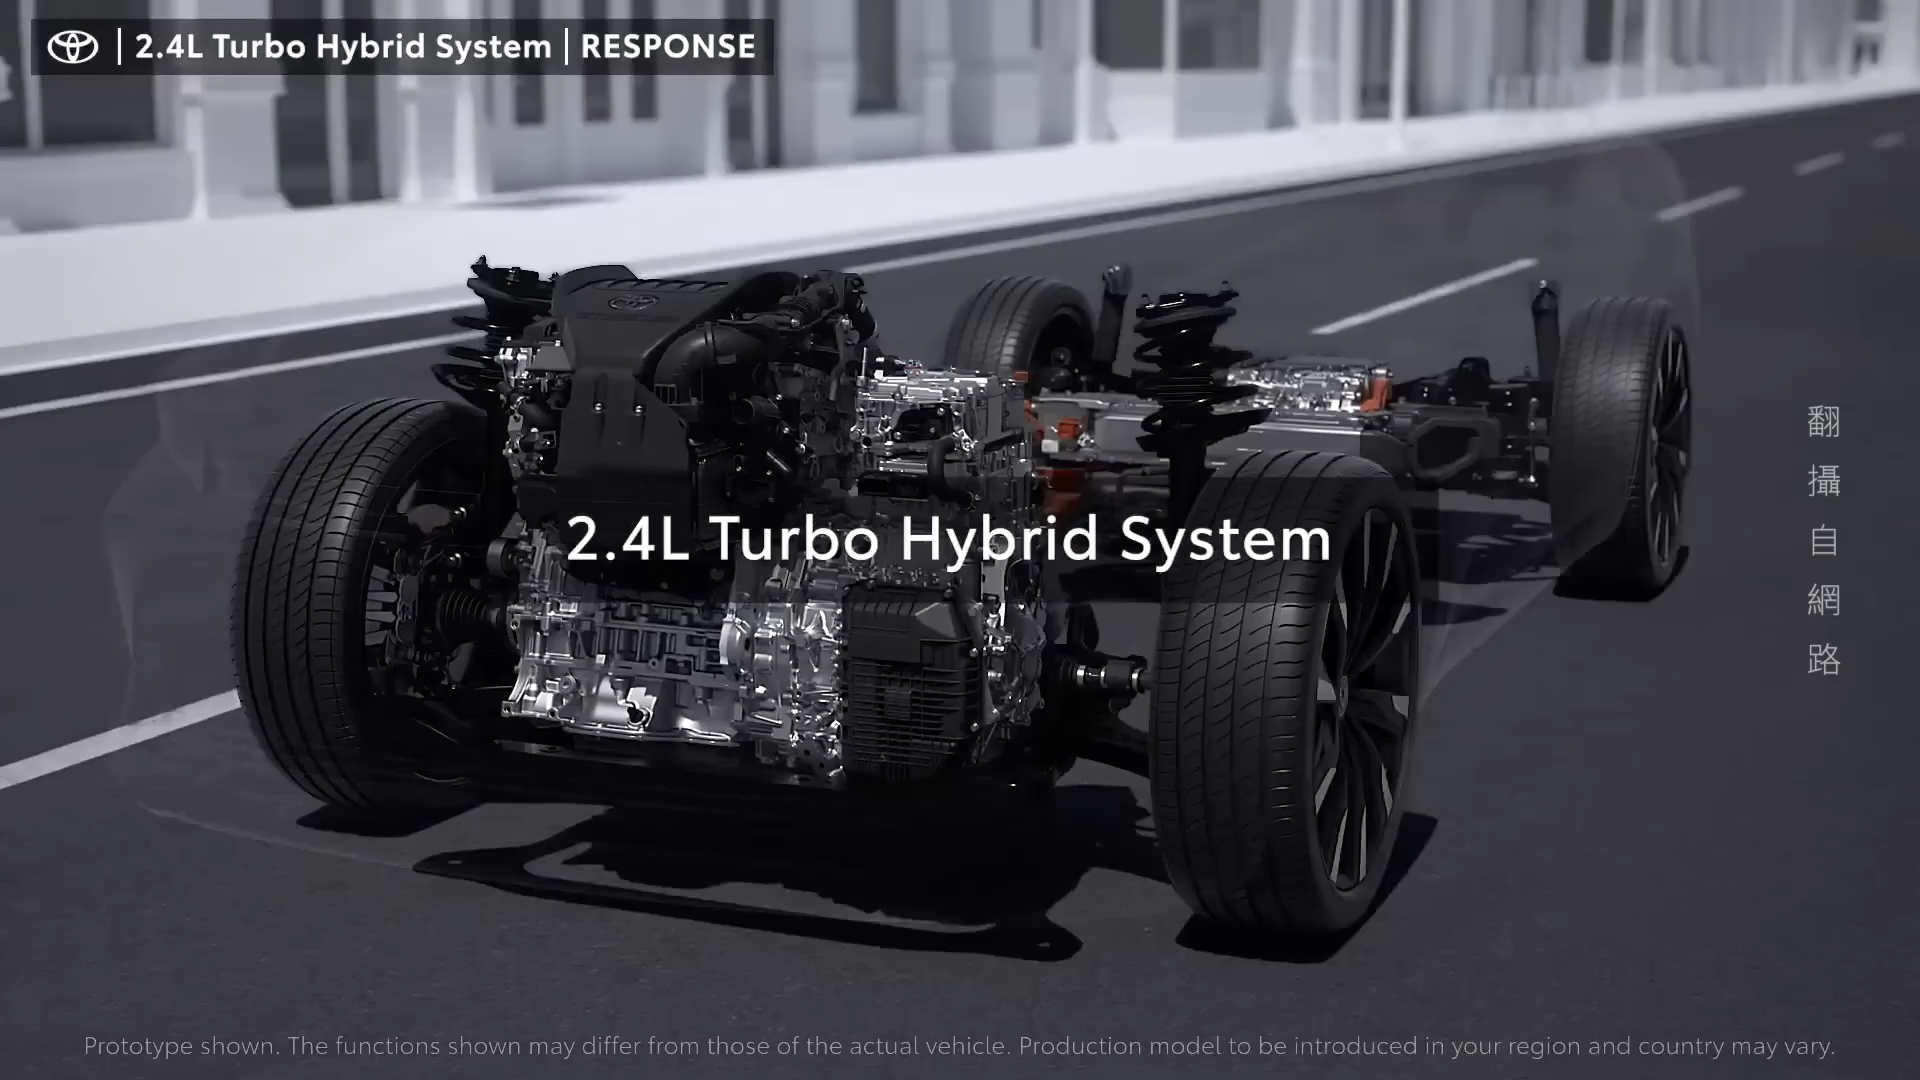 2.4L Turbo Hybrid System | RESPONSE
2.4L Turbo Hybrid System
翻攝自網路
Prototype shown. The functions shown may differ from those of the actual vehicle. Production model to be introduced in your region and country may vary.